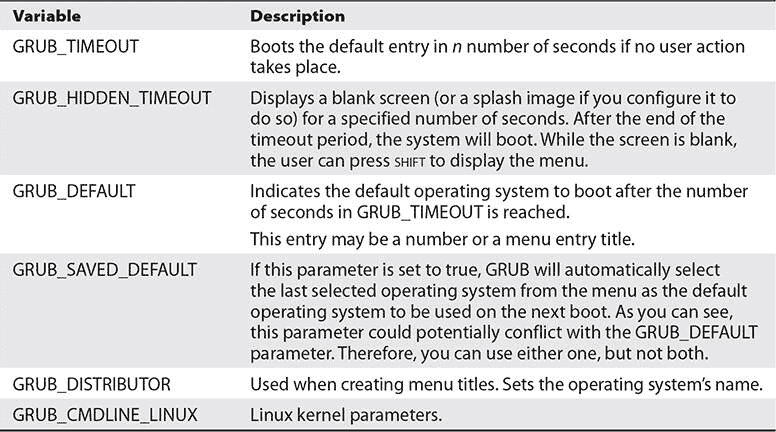 Variable Description
GRUB_TIMEOUT Boots the default entry in n number of seconds if no user action
takes place.
GRUB_HIDDEN_TIMEOUT Displays a blank screen (or a splash image if you configure it to
do so) for a specified number of seconds. After the end of the
timeout period, the system will boot. While the screen is blank,
the user can press SHIFT to display the menu.
GRUB_DEFAULT Indicates the default operating system to boot after the number
of seconds in GRUB_TIMEOUT is reached.
This entry may be a number or a menu entry title.
GRUB_SAVED_DEFAULT If this parameter is set to true, GRUB will automatically select
the last selected operating system from the menu as the default
operating system to be used on the next boot. As you can see,
this parameter could potentially conflict with the GRUB_DEFAULT
parameter. Therefore, you can use either one, but not both.
GRUB_DISTRIBUTOR Used when creating menu titles. Sets the operating system's name.
GRUB_CMDLINE_LINUX Linux kernel parameters.